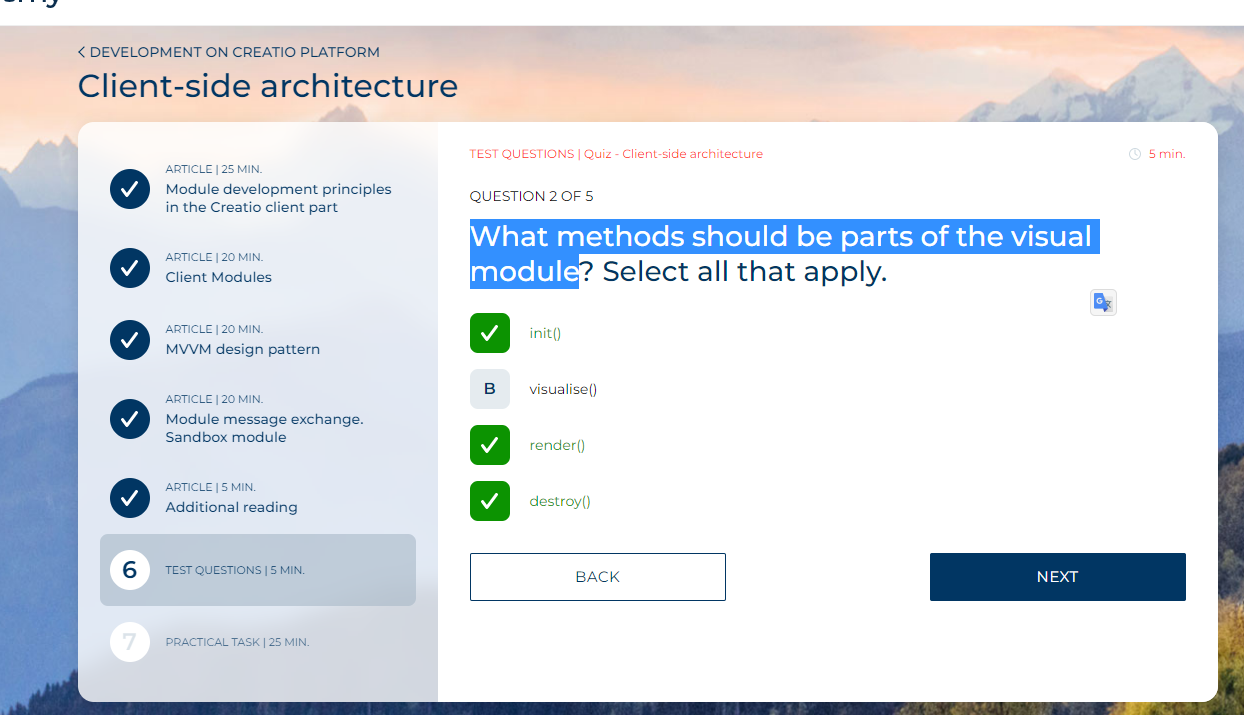 < DEVELOPMENT ON CREATIO PLATFORM
Client-side architecture
ARTICLE | 25 MIN.
Module development principles
in the Creatio client part
ARTICLE | 20 MIN.
Client Modules
ARTICLE | 20 MIN.
MVVM design pattern
ARTICLE | 20 MIN.
Module message exchange.
Sandbox module
ARTICLE | 5 MIN.
Additional reading
6
TEST QUESTIONS | 5 MIN.
7
PRACTICAL TASK | 25 MIN.
TEST QUESTIONS | Quiz - Client-side architecture
5 min.
QUESTION 2 OF 5
What methods should be parts of the visual
module? Select all that apply.
init()
B visualise()
render()
destroy()
BACK
NEXT